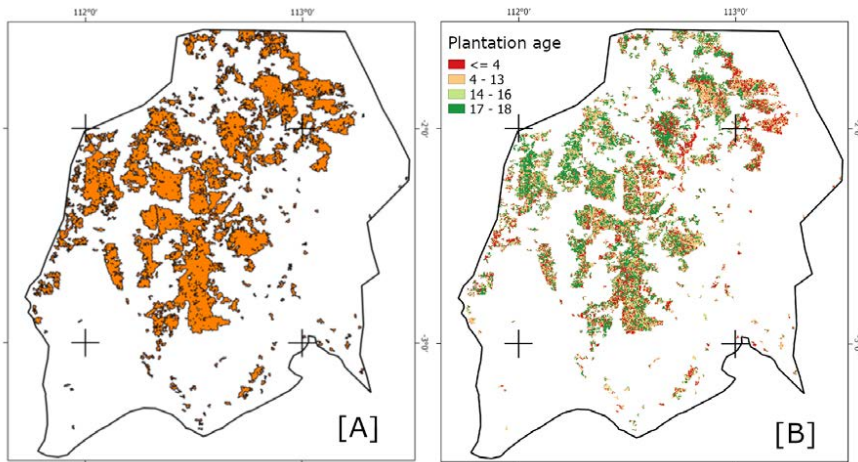 112°0' 113°0'
112°0' 113°0'
Plantation age
<= 4
4 - 13
14 - 16
17 - 18
[A]
[B]